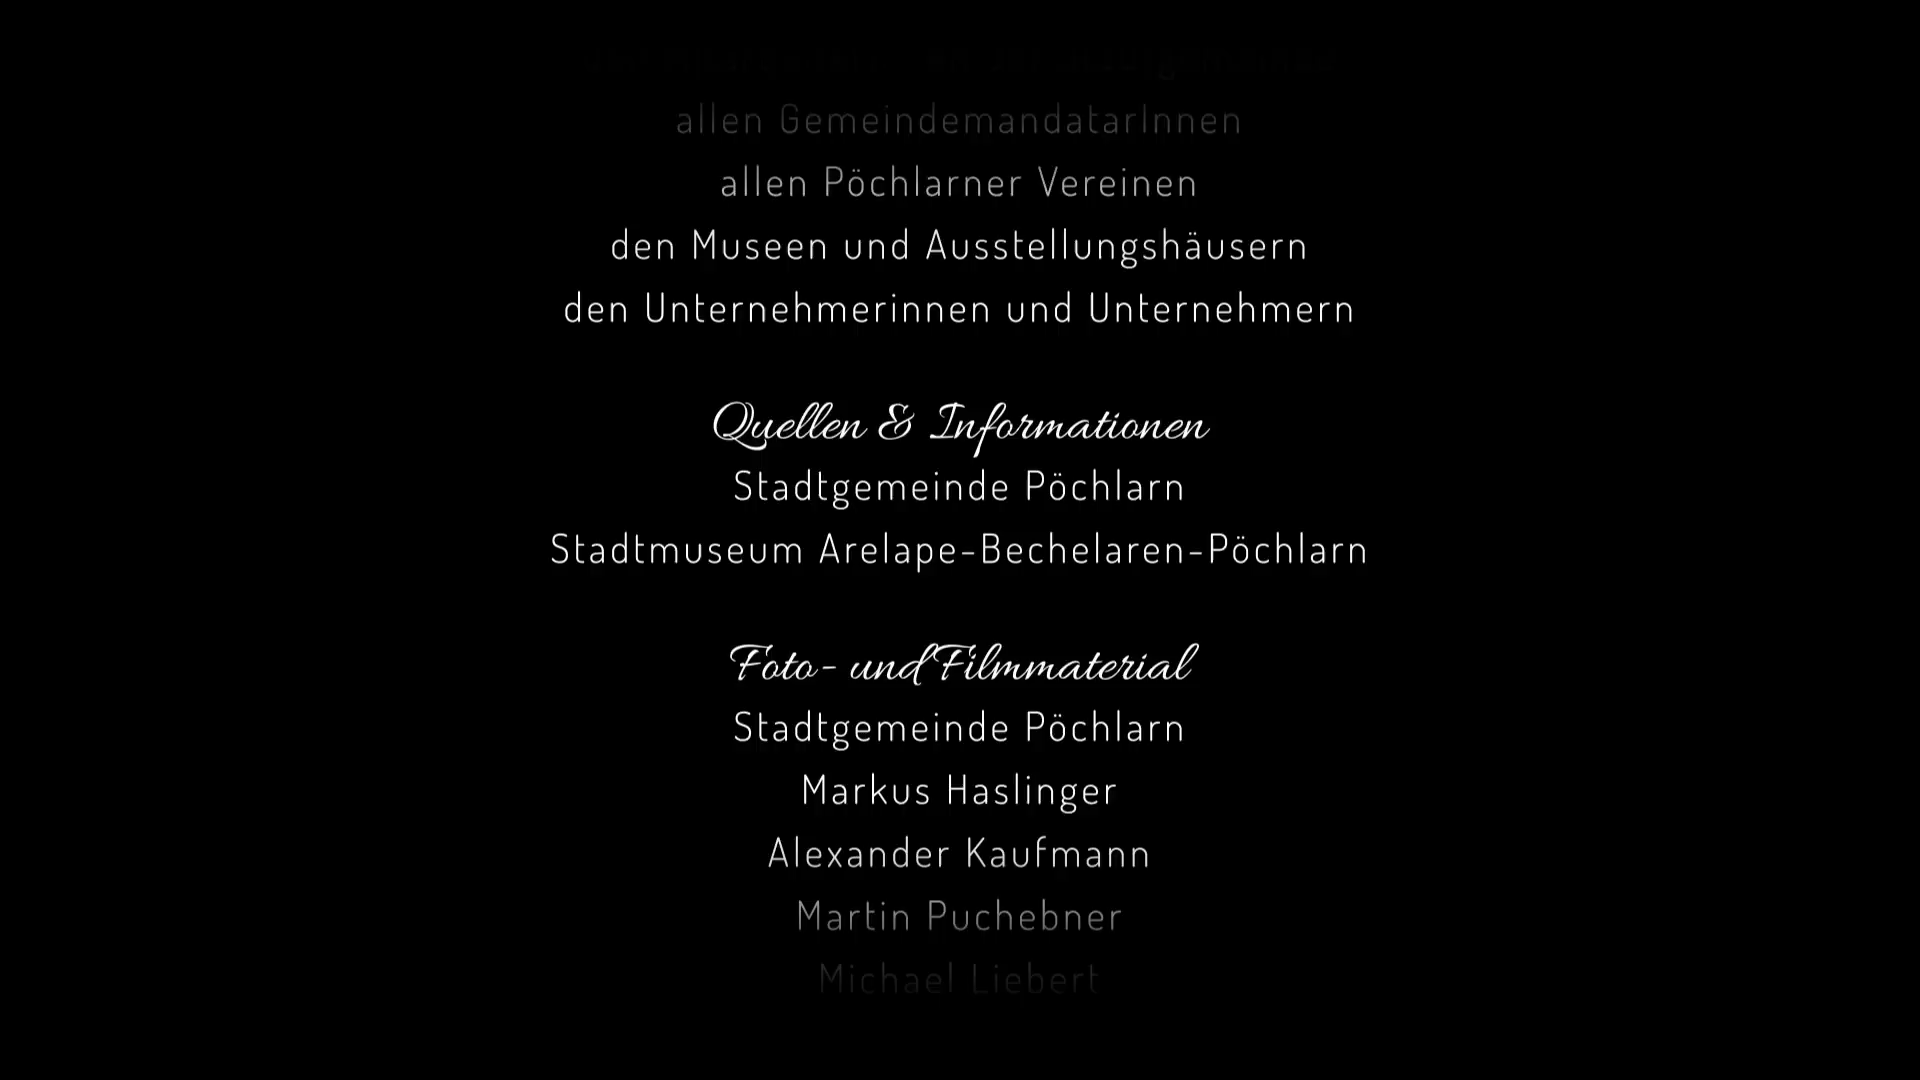 allen GemeindemandatarInnen
allen Pöchlarner Vereinen
den Museen und Ausstellungshäusern
den Unternehmerinnen und Unternehmern
Quellen & Informationen
Stadtgemeinde Pöchlarn
Stadtmuseum Arelape-Bechelaren-Pöchlarn
Foto- und Filmmaterial
Stadtgemeinde Pöchlarn
Markus Haslinger
Alexander Kaufmann
Martin Puchebner
Michael Liebert